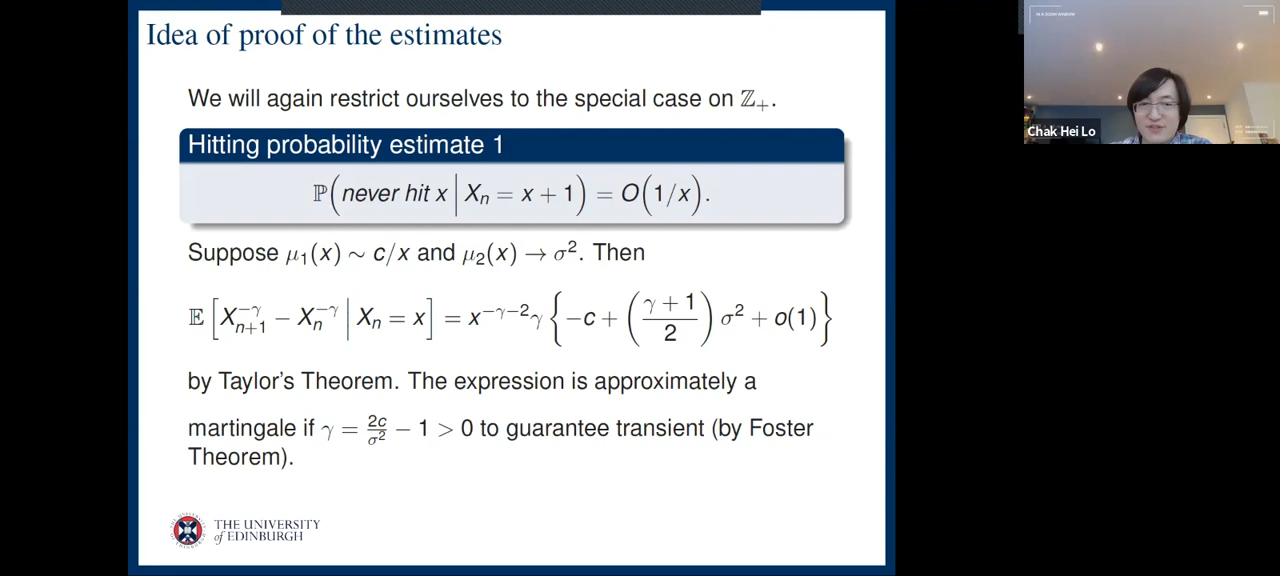 Idea of proof of the estimates
We will again restrict ourselves to the special case on ℤ₊.
Hitting probability estimate 1
ℙ(never hit x | Xₙ = x + 1) = O(1/x).
Suppose μ₁(x) ∼ c/x and μ₂(x) → σ². Then
𝔼[X_{n+1}^{−γ} − X_n^{−γ} | X_n = x] = x^{−γ−2}γ{−c + ((γ + 1)/2)σ² + o(1)}
by Taylor's Theorem. The expression is approximately a
martingale if γ = 2c/σ² − 1 > 0 to guarantee transient (by Foster
Theorem).
THE UNIVERSITY
of EDINBURGH
Chak Hei Lo